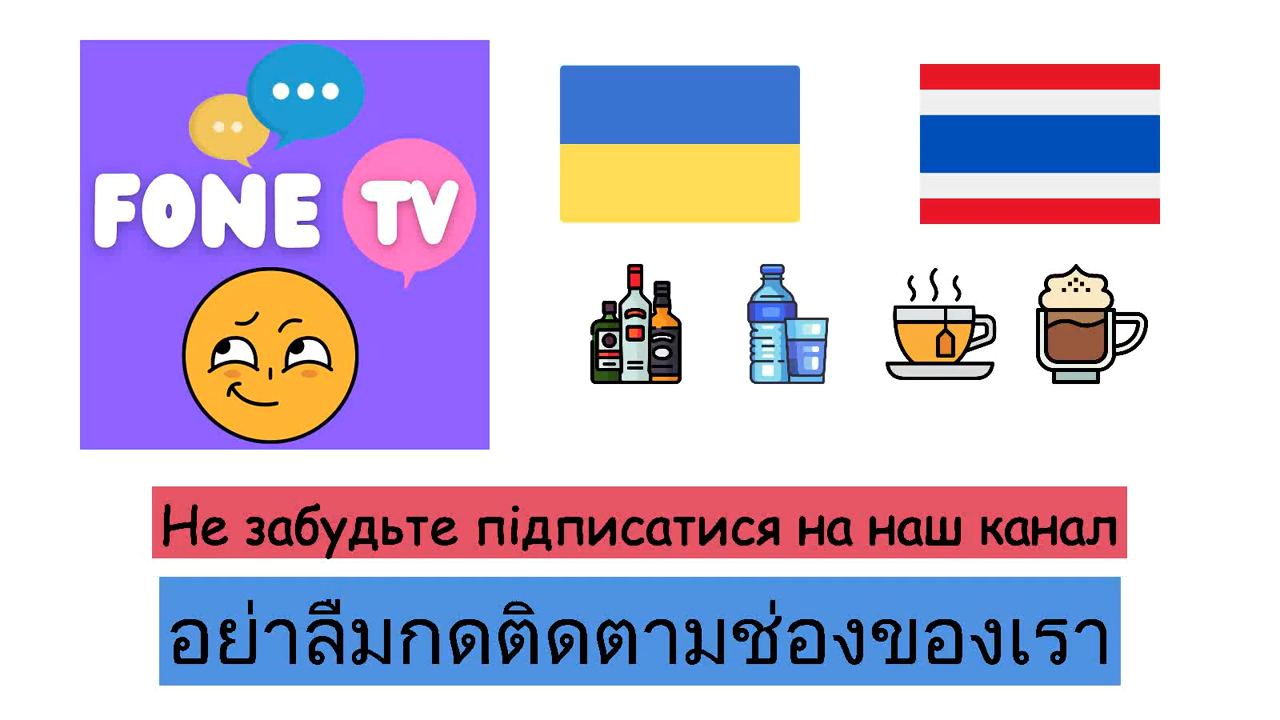 FONE TV
Не забудьте підписатися на наш канал
อย่าลืมกดติดตามช่องของเรา